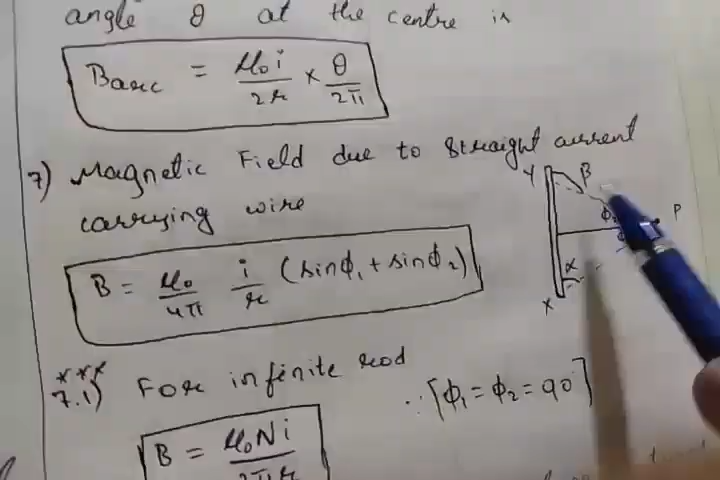 angle θ at the centre is
Barc = μ₀i/2r × θ/2π
7) Magnetic Field due to straight current
carrying wire
Y β
P
α
X
B = μ₀/4π i/r (sinϕ₁ + sinϕ₂)
***
7.1) For infinite rod ∴ [ϕ₁ = ϕ₂ = 90°]
B = μ₀Ni/2πr